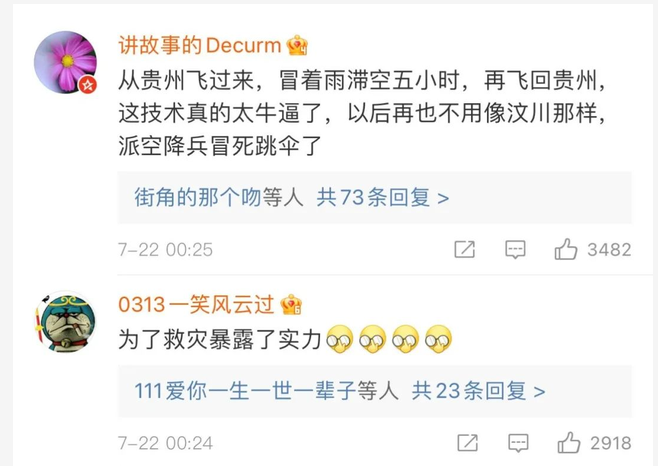 讲故事的Decurm
从贵州飞过来，冒着雨滞空五小时，再飞回贵州，
这技术真的太牛逼了，以后再也不用像汶川那样，
派空降兵冒死跳伞了
街角的那个吻等人 共73条回复 >
7-22 00:25 3482
0313一笑风云过
为了救灾暴露了实力
111爱你一生一世一辈子等人 共23条回复 >
7-22 00:24 2918